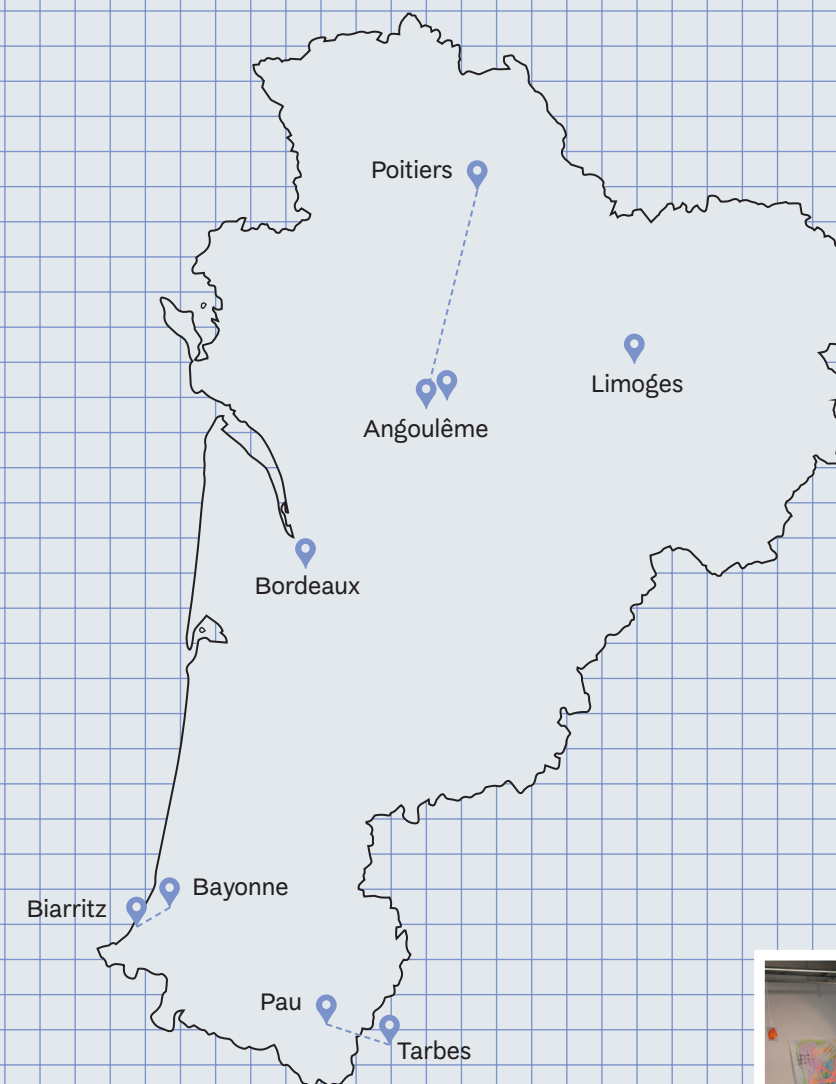 Poitiers
Limoges
Angoulême
Bordeaux
Bayonne
Biarritz
Pau
Tarbes